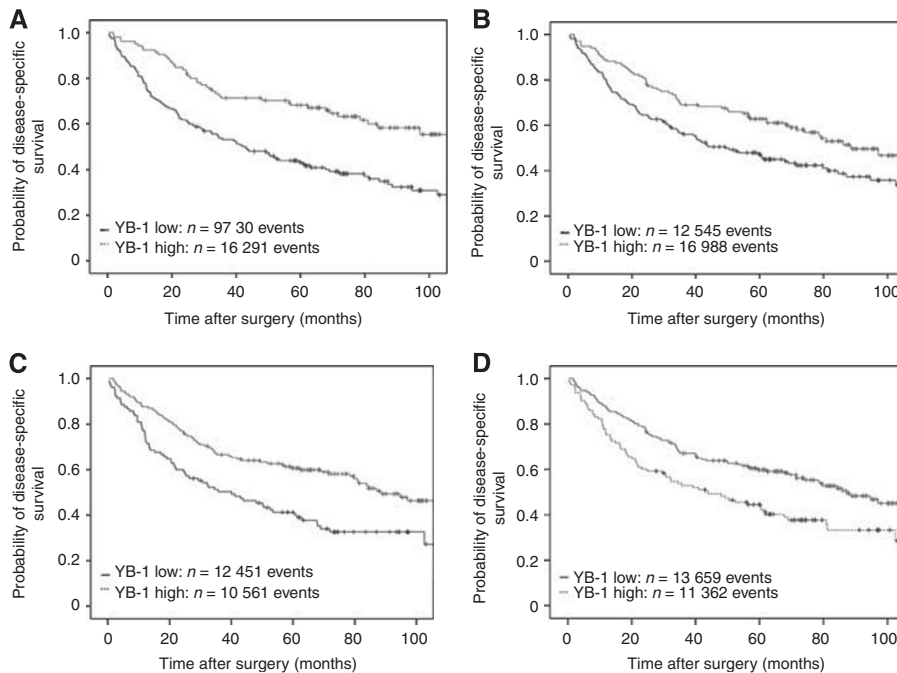 A
Probability of disease-specific
survival
1.0
0.8
0.6
0.4
0.2
0
YB-1 low: n = 97 30 events
YB-1 high: n = 16 291 events
0 20 40 60 80 100
Time after surgery (months)
B
Probability of disease-specific
survival
1.0
0.8
0.6
0.4
0.2
0
YB-1 low: n = 12 545 events
YB-1 high: n = 16 988 events
0 20 40 60 80 100
Time after surgery (months)
C
Probability of disease-specific
survival
1.0
0.8
0.6
0.4
0.2
0
YB-1 low: n = 12 451 events
YB-1 high: n = 10 561 events
0 20 40 60 80 100
Time after surgery (months)
D
Probability of disease-specific
survival
1.0
0.8
0.6
0.4
0.2
0
YB-1 low: n = 13 659 events
YB-1 high: n = 11 362 events
0 20 40 60 80 100
Time after surgery (months)